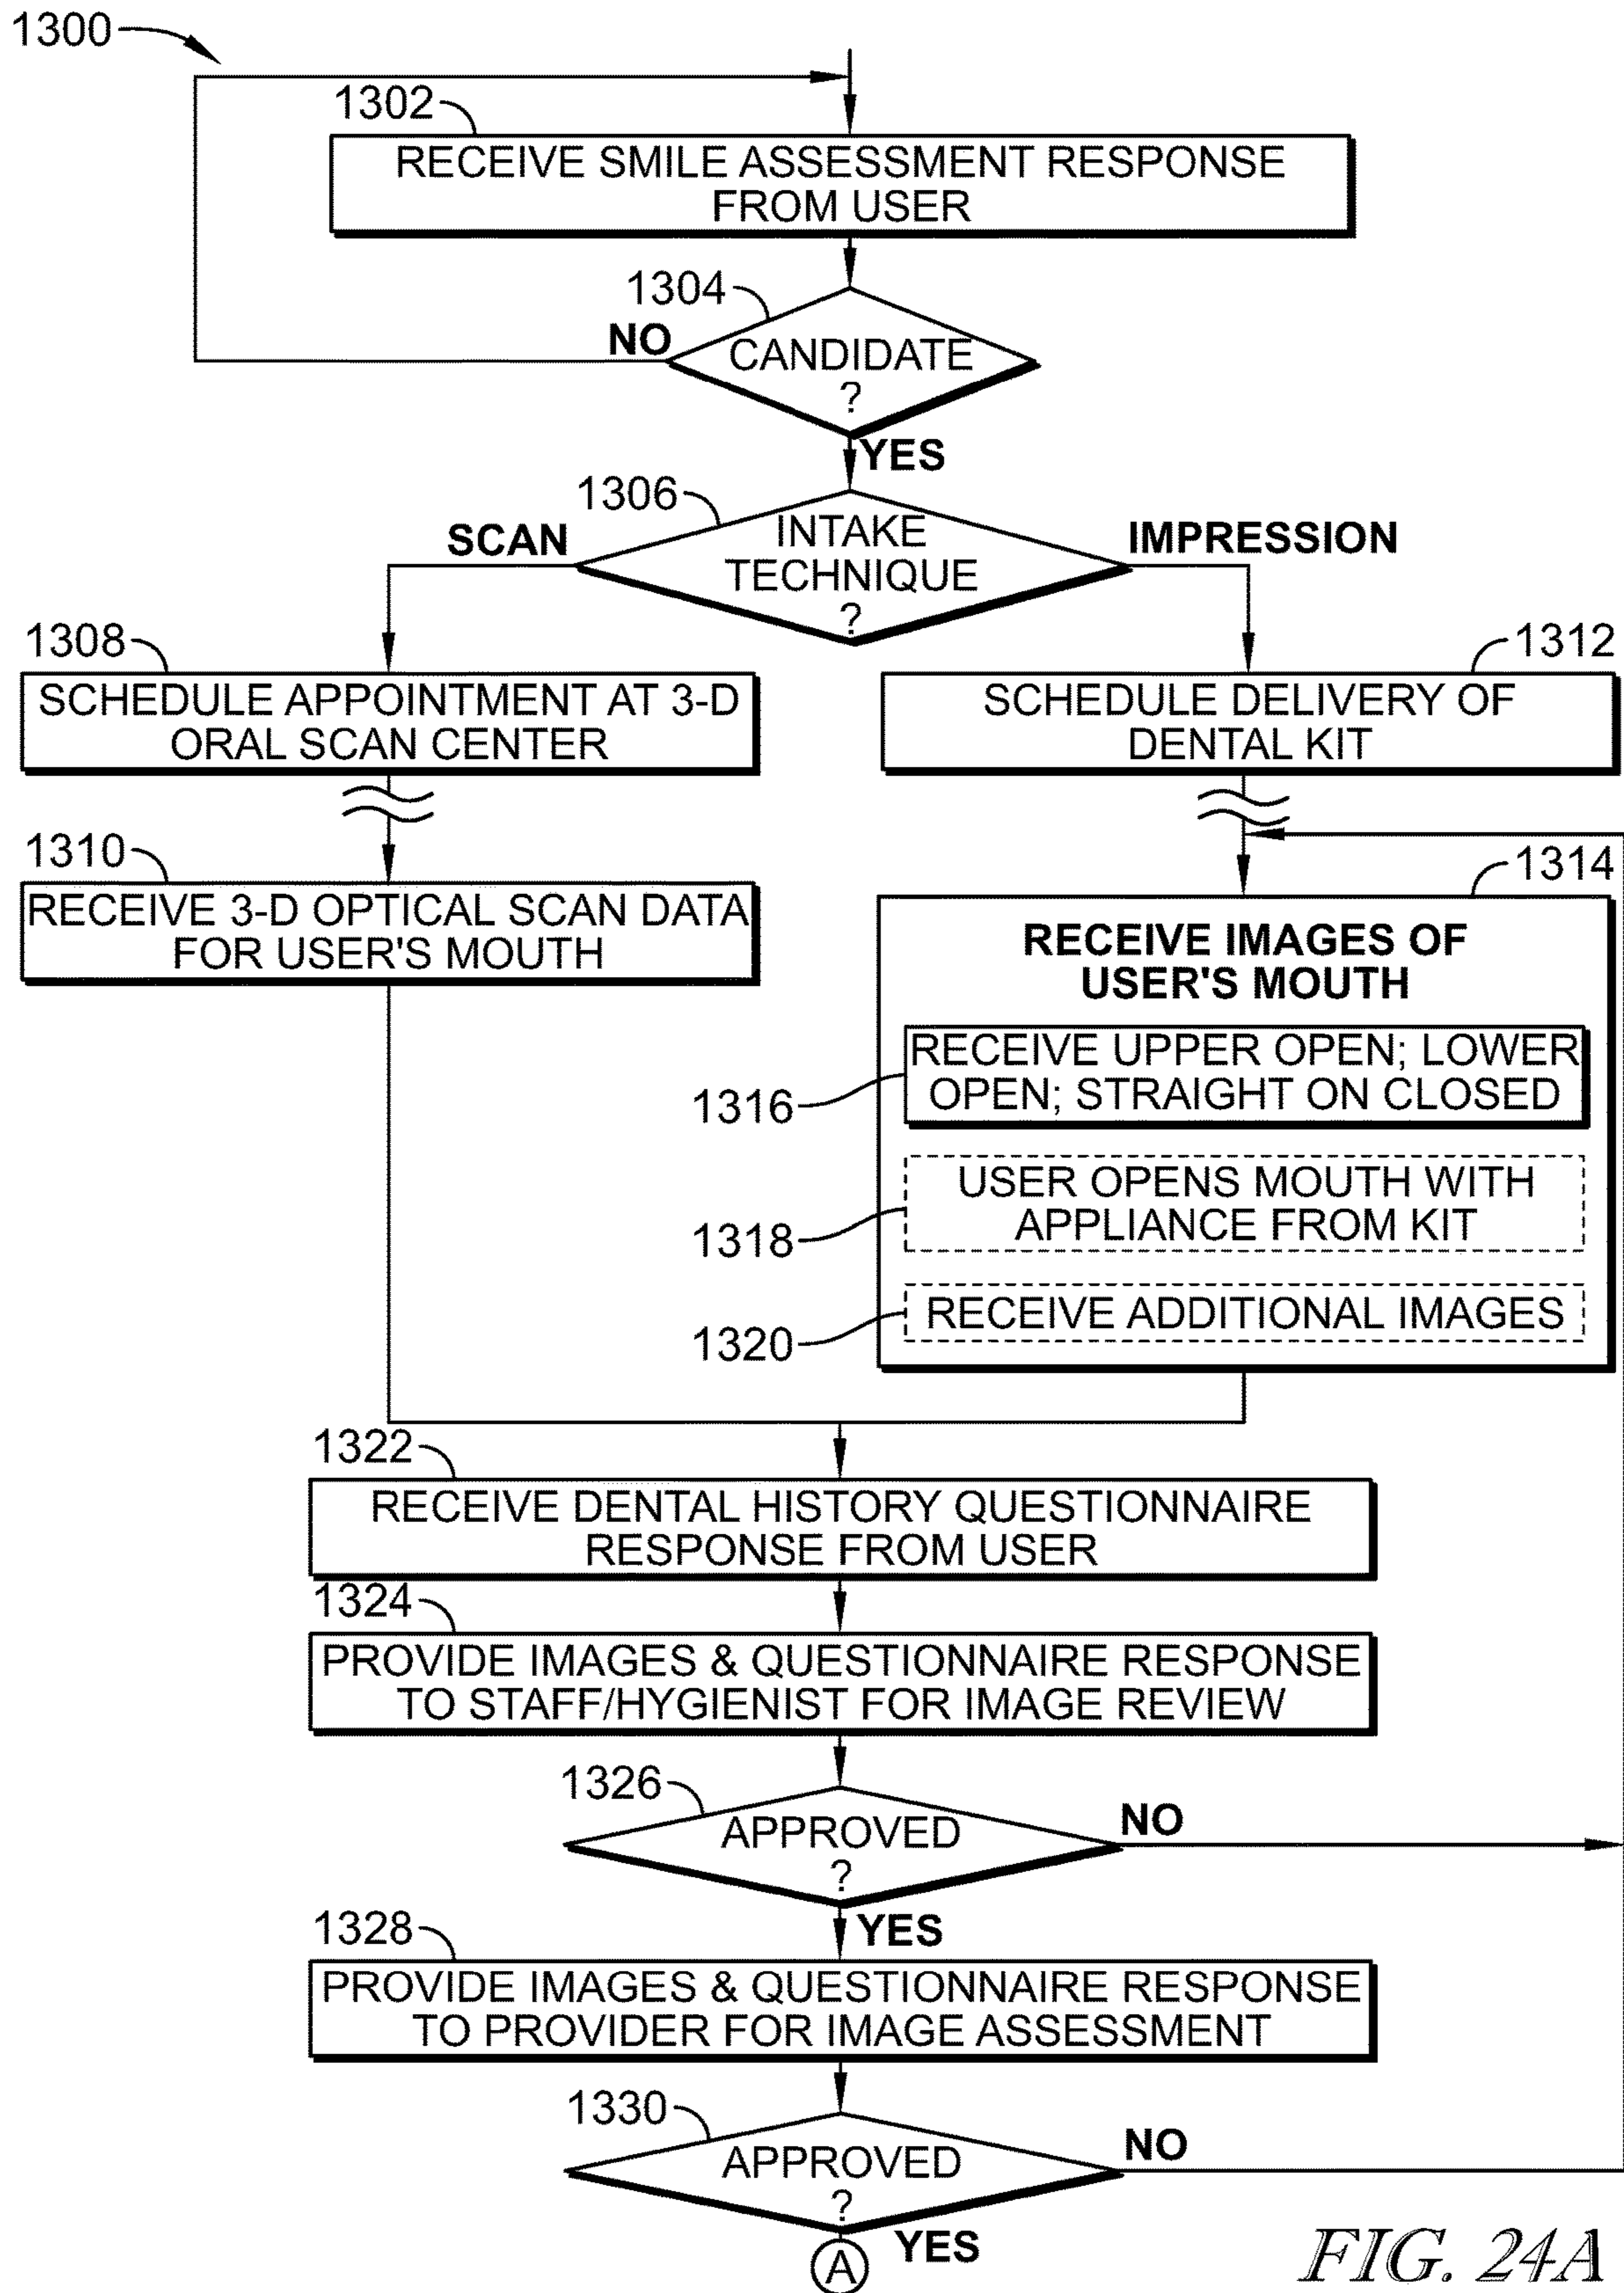 1300
1302
RECEIVE SMILE ASSESSMENT RESPONSE
FROM USER
1304
NO
CANDIDATE
?
YES
1306
SCAN
INTAKE
TECHNIQUE
?
IMPRESSION
1308
SCHEDULE APPOINTMENT AT 3-D
ORAL SCAN CENTER
1312
SCHEDULE DELIVERY OF
DENTAL KIT
1310
RECEIVE 3-D OPTICAL SCAN DATA
FOR USER'S MOUTH
1314
RECEIVE IMAGES OF
USER'S MOUTH
RECEIVE UPPER OPEN; LOWER
OPEN; STRAIGHT ON CLOSED
1316
USER OPENS MOUTH WITH
APPLIANCE FROM KIT
1318
RECEIVE ADDITIONAL IMAGES
1320
1322
RECEIVE DENTAL HISTORY QUESTIONNAIRE
RESPONSE FROM USER
1324
PROVIDE IMAGES & QUESTIONNAIRE RESPONSE
TO STAFF/HYGIENIST FOR IMAGE REVIEW
1326
APPROVED
?
NO
YES
1328
PROVIDE IMAGES & QUESTIONNAIRE RESPONSE
TO PROVIDER FOR IMAGE ASSESSMENT
1330
APPROVED
?
NO
YES
A
FIG. 24A